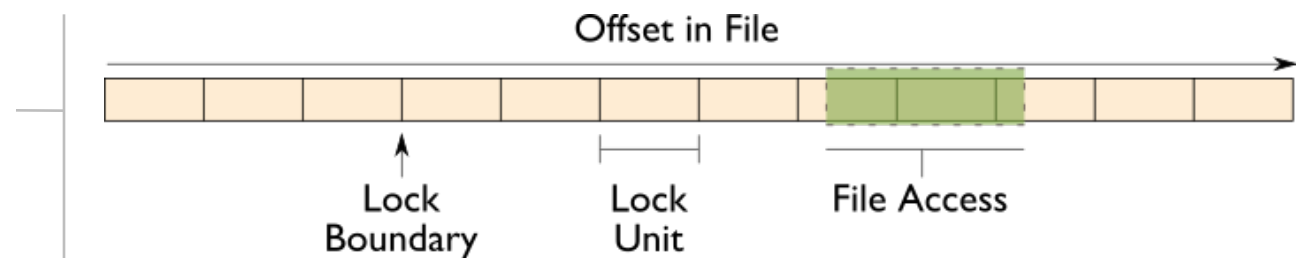 Offset in File
Lock
Boundary
Lock
Unit
File Access